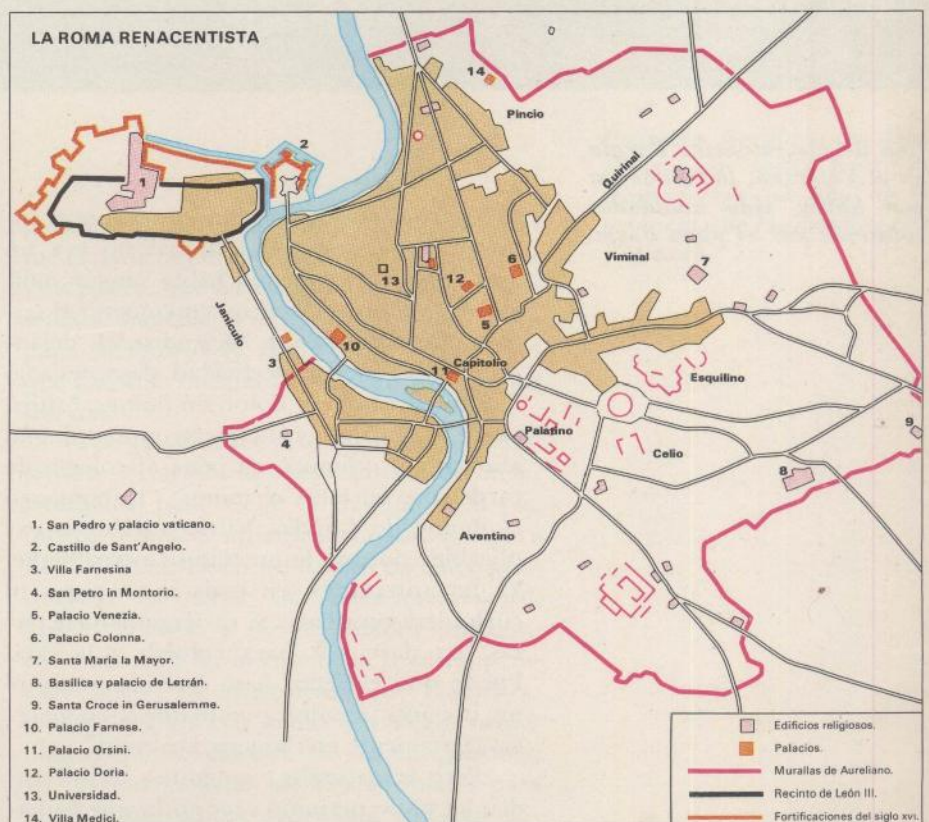 LA ROMA RENACENTISTA
14
Pincio
2
1
Quirinal
13
12
6
Viminal
7
5
Janículo
3
10
Capitolio
11
Esquilino
Palatino
Celio
9
4
8
Aventino
1. San Pedro y palacio vaticano.
2. Castillo de Sant'Angelo.
3. Villa Farnesina
4. San Petro in Montorio.
5. Palacio Venezia.
6. Palacio Colonna.
7. Santa María la Mayor.
8. Basílica y palacio de Letrán.
9. Santa Croce in Gerusalemme.
10. Palacio Farnese.
11. Palacio Orsini.
12. Palacio Doria.
13. Universidad.
14. Villa Medici.
Edificios religiosos.
Palacios.
Murallas de Aureliano.
Recinto de León III.
Fortificaciones del siglo XVI.